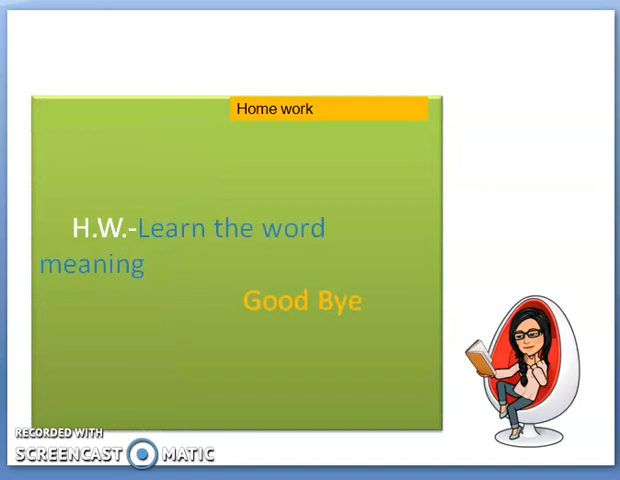 Home work
H.W.-Learn the word
meaning
Good Bye
RECORDED WITH
SCREENCAST MATIC